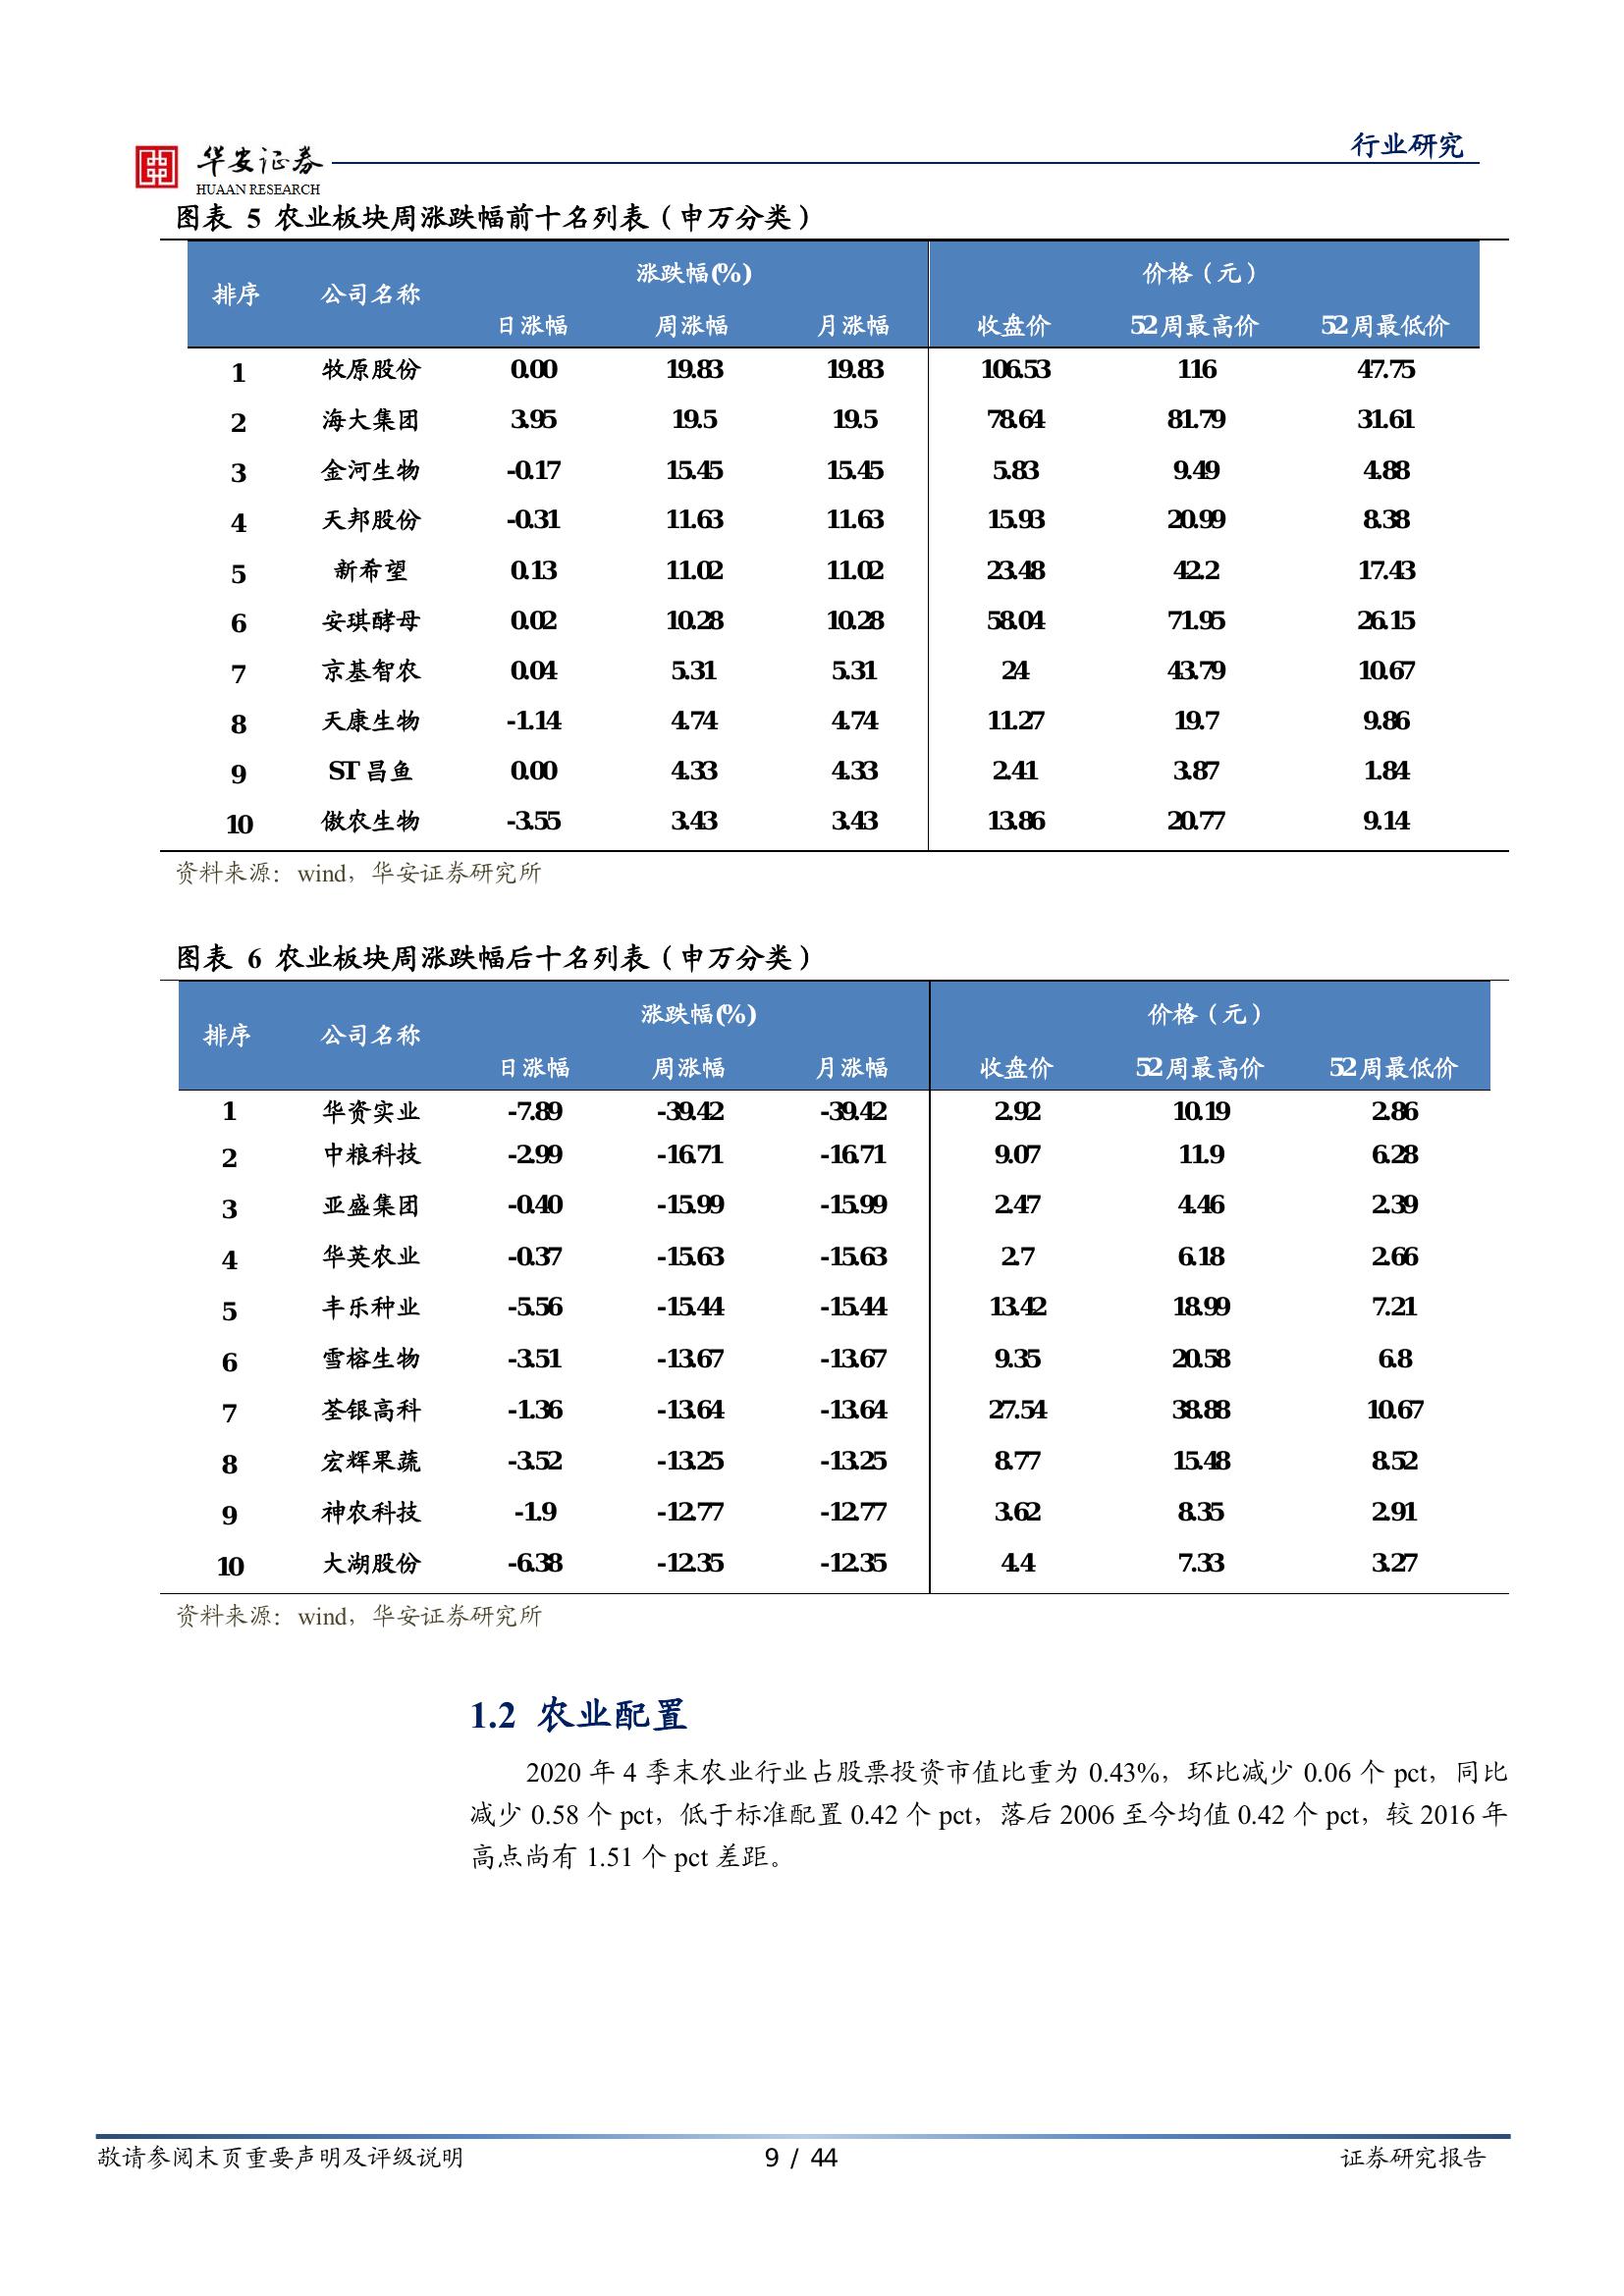 行业研究
华安证券
HUAAN RESEARCH
图表 5 农业板块周涨跌幅前十名列表（申万分类）
排序 公司名称 涨跌幅(%) 价格（元）
日涨幅 周涨幅 月涨幅 收盘价 52周最高价 52周最低价
1 牧原股份 0.00 19.83 19.83 106.53 116 47.75
2 海大集团 3.95 19.5 19.5 78.64 81.79 31.61
3 金河生物 -0.17 15.45 15.45 5.83 9.49 4.88
4 天邦股份 -0.31 11.63 11.63 15.93 20.99 8.38
5 新希望 0.13 11.02 11.02 23.48 42.2 17.43
6 安琪酵母 0.02 10.28 10.28 58.04 71.95 26.15
7 京基智农 0.04 5.31 5.31 24 43.79 10.67
8 天康生物 -1.14 4.74 4.74 11.27 19.7 9.86
9 ST昌鱼 0.00 4.33 4.33 2.41 3.87 1.84
10 傲农生物 -3.55 3.43 3.43 13.86 20.77 9.14
资料来源：wind，华安证券研究所
图表 6 农业板块周涨跌幅后十名列表（申万分类）
排序 公司名称 涨跌幅(%) 价格（元）
日涨幅 周涨幅 月涨幅 收盘价 52周最高价 52周最低价
1 华资实业 -7.89 -39.42 -39.42 2.92 10.19 2.86
2 中粮科技 -2.99 -16.71 -16.71 9.07 11.9 6.28
3 亚盛集团 -0.40 -15.99 -15.99 2.47 4.46 2.39
4 华英农业 -0.37 -15.63 -15.63 2.7 6.18 2.66
5 丰乐种业 -5.56 -15.44 -15.44 13.42 18.99 7.21
6 雪榕生物 -3.51 -13.67 -13.67 9.35 20.58 6.8
7 荃银高科 -1.36 -13.64 -13.64 27.54 38.88 10.67
8 宏辉果蔬 -3.52 -13.25 -13.25 8.77 15.48 8.52
9 神农科技 -1.9 -12.77 -12.77 3.62 8.35 2.91
10 大湖股份 -6.38 -12.35 -12.35 4.4 7.33 3.27
资料来源：wind，华安证券研究所
1.2 农业配置
2020 年 4 季末农业行业占股票投资市值比重为 0.43%，环比减少 0.06 个 pct，同比
减少 0.58 个 pct，低于标准配置 0.42 个 pct，落后 2006 至今均值 0.42 个 pct，较 2016 年
高点尚有 1.51 个 pct 差距。
敬请参阅末页重要声明及评级说明 9 / 44 证券研究报告